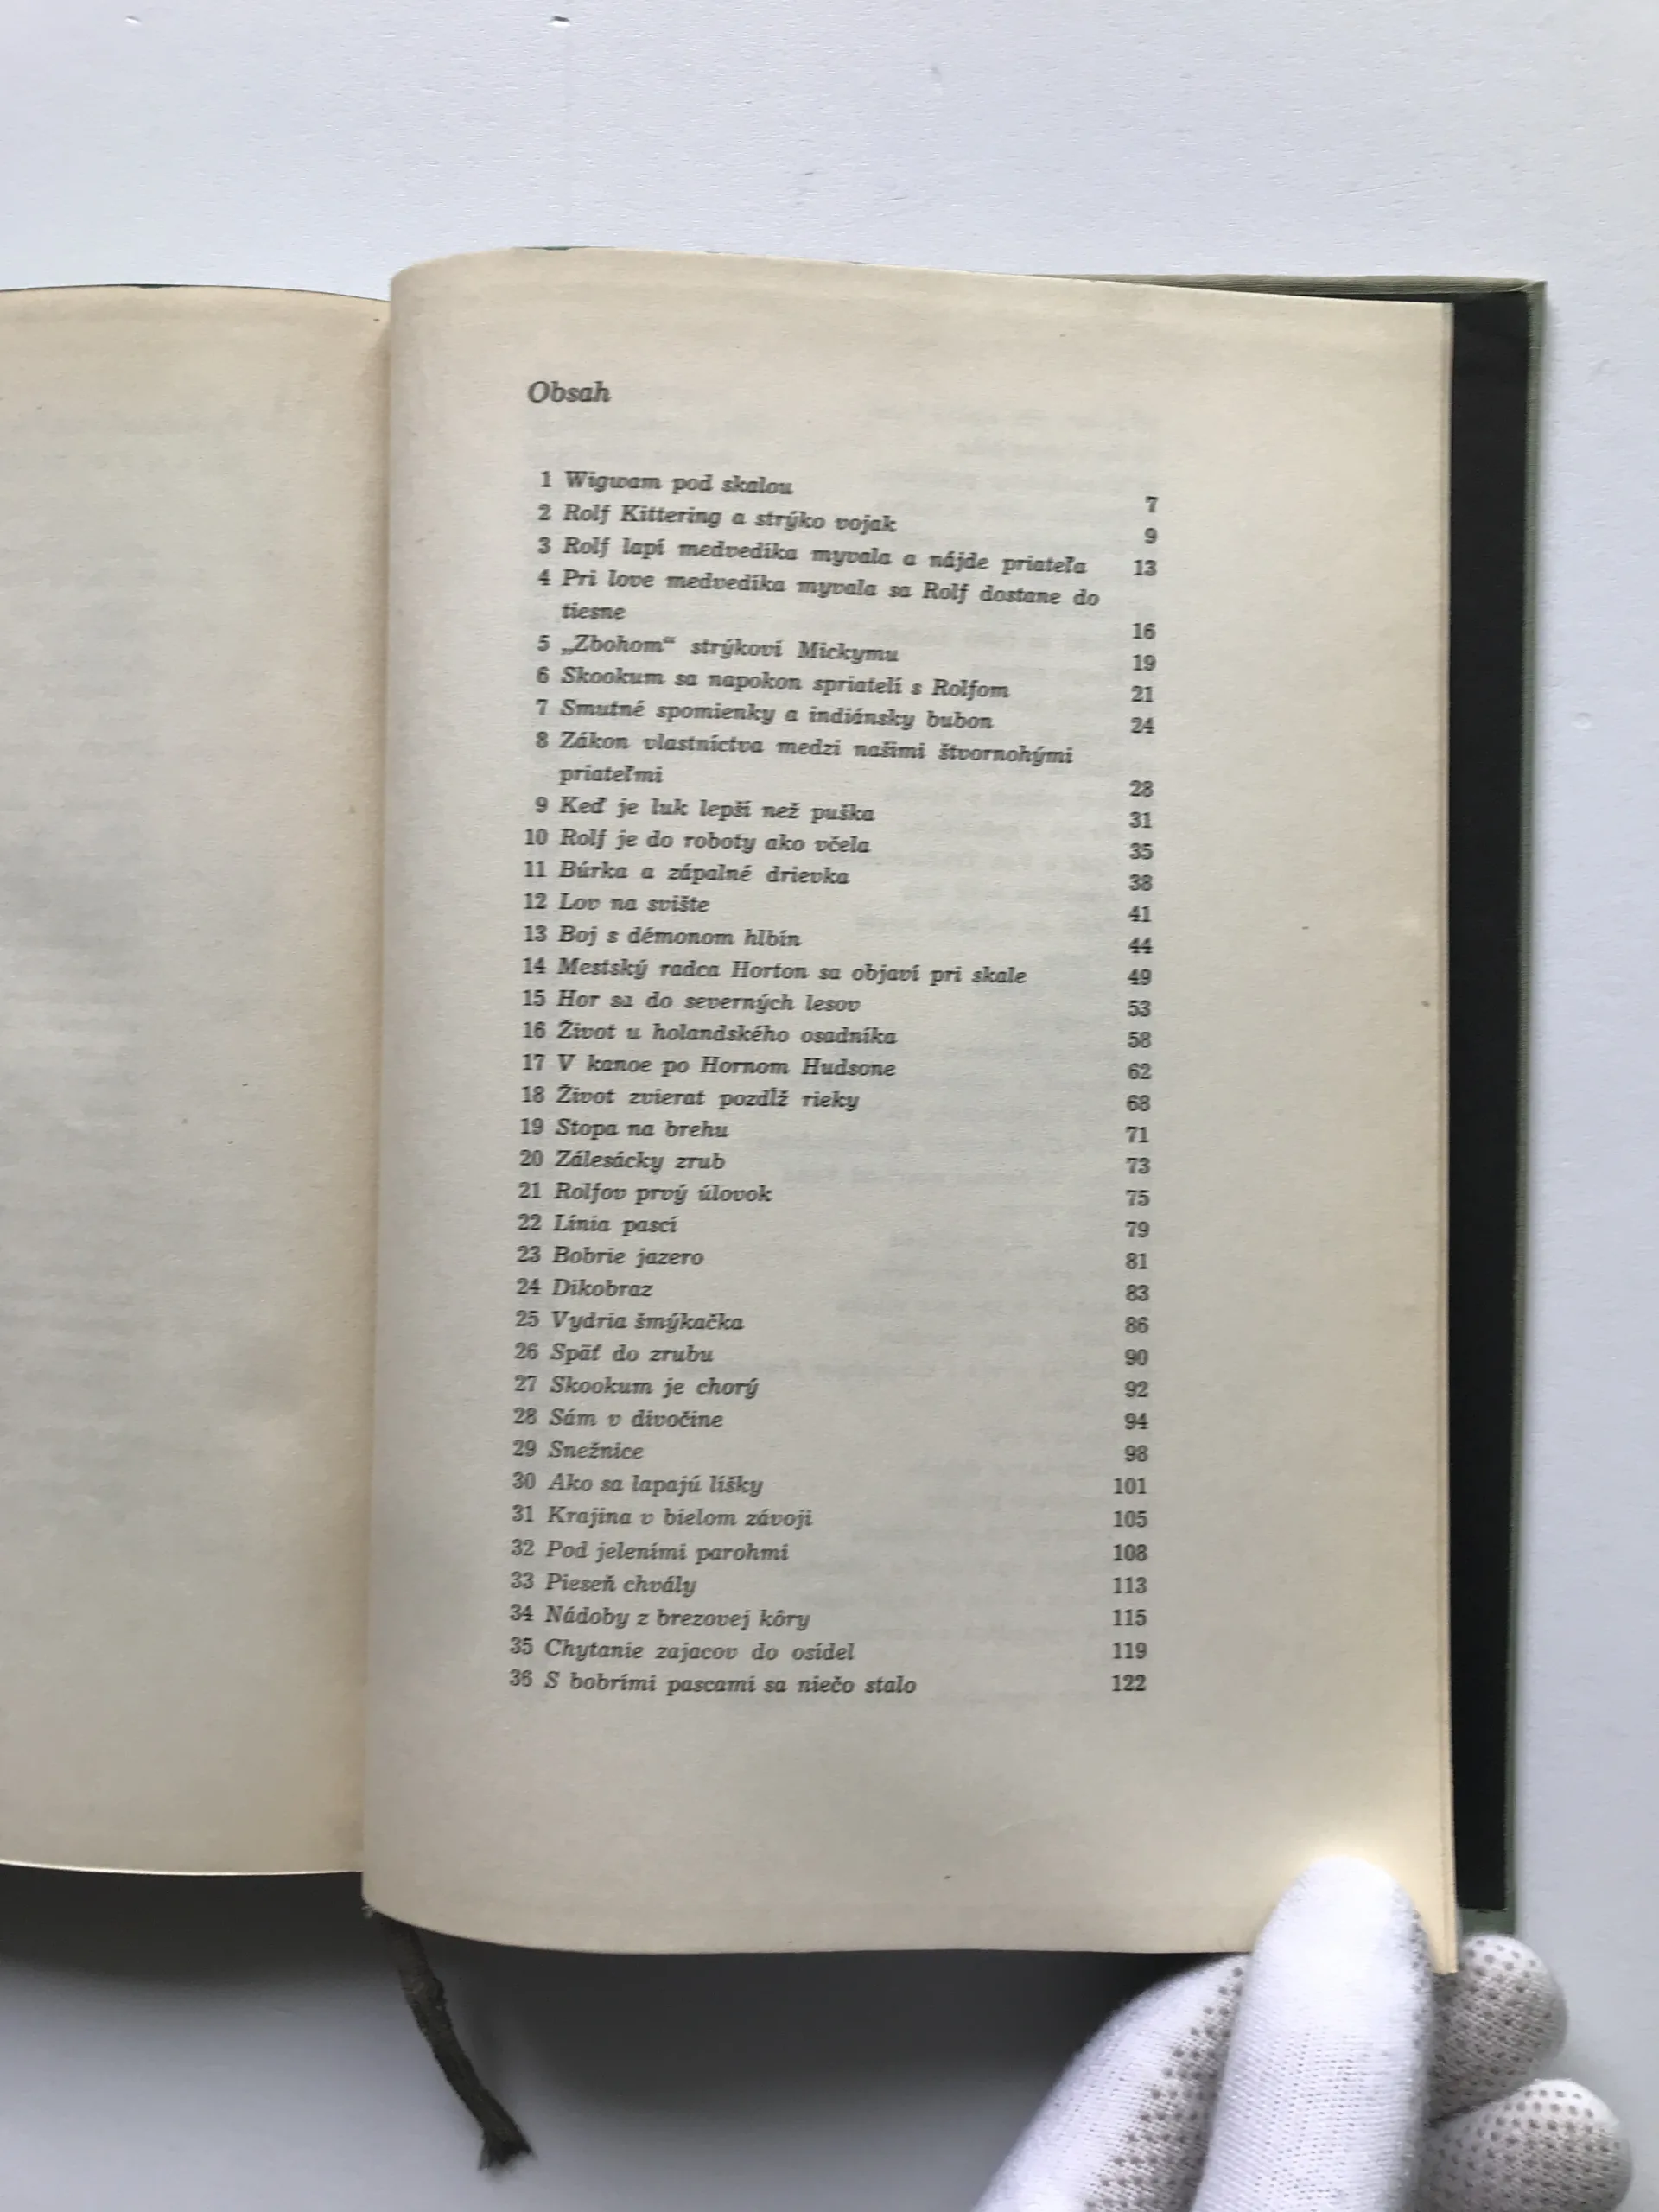 Obsah
1 Wigwam pod skalou 7
2 Rolf Kittering a strýko vojak 9
3 Rolf lapí medvedíka myvala a nájde priateľa 13
4 Pri love medvedíka myvala sa Rolf dostane do
tiesne 16
5 „Zbohom“ strýkovi Mickymu 19
6 Skookum sa napokon spriatelí s Rolfom 21
7 Smutné spomienky a indiánsky bubon 24
8 Zákon vlastníctva medzi našimi štvornohými
priateľmi 28
9 Keď je luk lepší než puška 31
10 Rolf je do roboty ako včela 35
11 Búrka a zápalné drievka 38
12 Lov na svište 41
13 Boj s démonom hlbín 44
14 Mestský radca Horton sa objaví pri skale 49
15 Hor sa do severných lesov 53
16 Život u holandského osadníka 58
17 V kanoe po Hornom Hudsone 62
18 Život zvierat pozdĺž rieky 68
19 Stopa na brehu 71
20 Zálesácky zrub 73
21 Rolfov prvý úlovok 75
22 Línia pascí 79
23 Bobrie jazero 81
24 Dikobraz 83
25 Vydria šmýkačka 86
26 Späť do zrubu 90
27 Skookum je chorý 92
28 Sám v divočine 94
29 Snežnice 98
30 Ako sa lapajú líšky 101
31 Krajina v bielom závoji 105
32 Pod jeleními parohmi 108
33 Pieseň chvály 113
34 Nádoby z brezovej kôry 115
35 Chytanie zajacov do osídel 119
36 S bobrími pascami sa niečo stalo 122